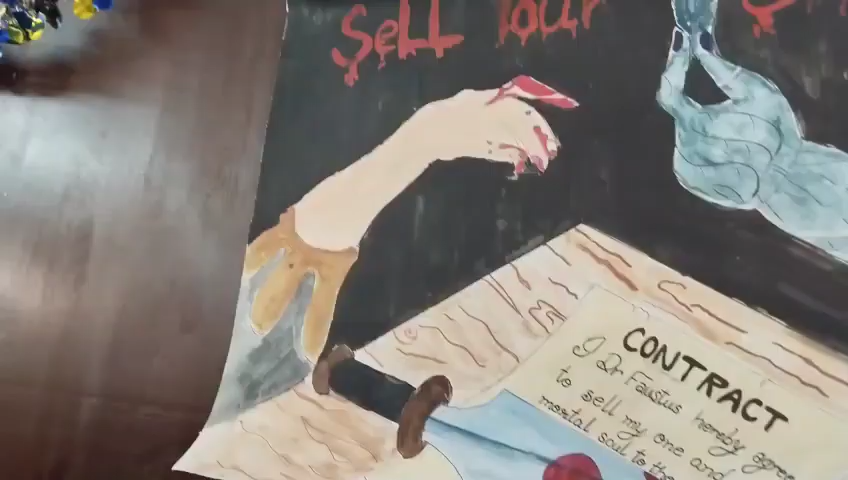 SELL Your
CONTRACT
I Dr Faustus hereby agree
to sell my one and
mortal soul to the